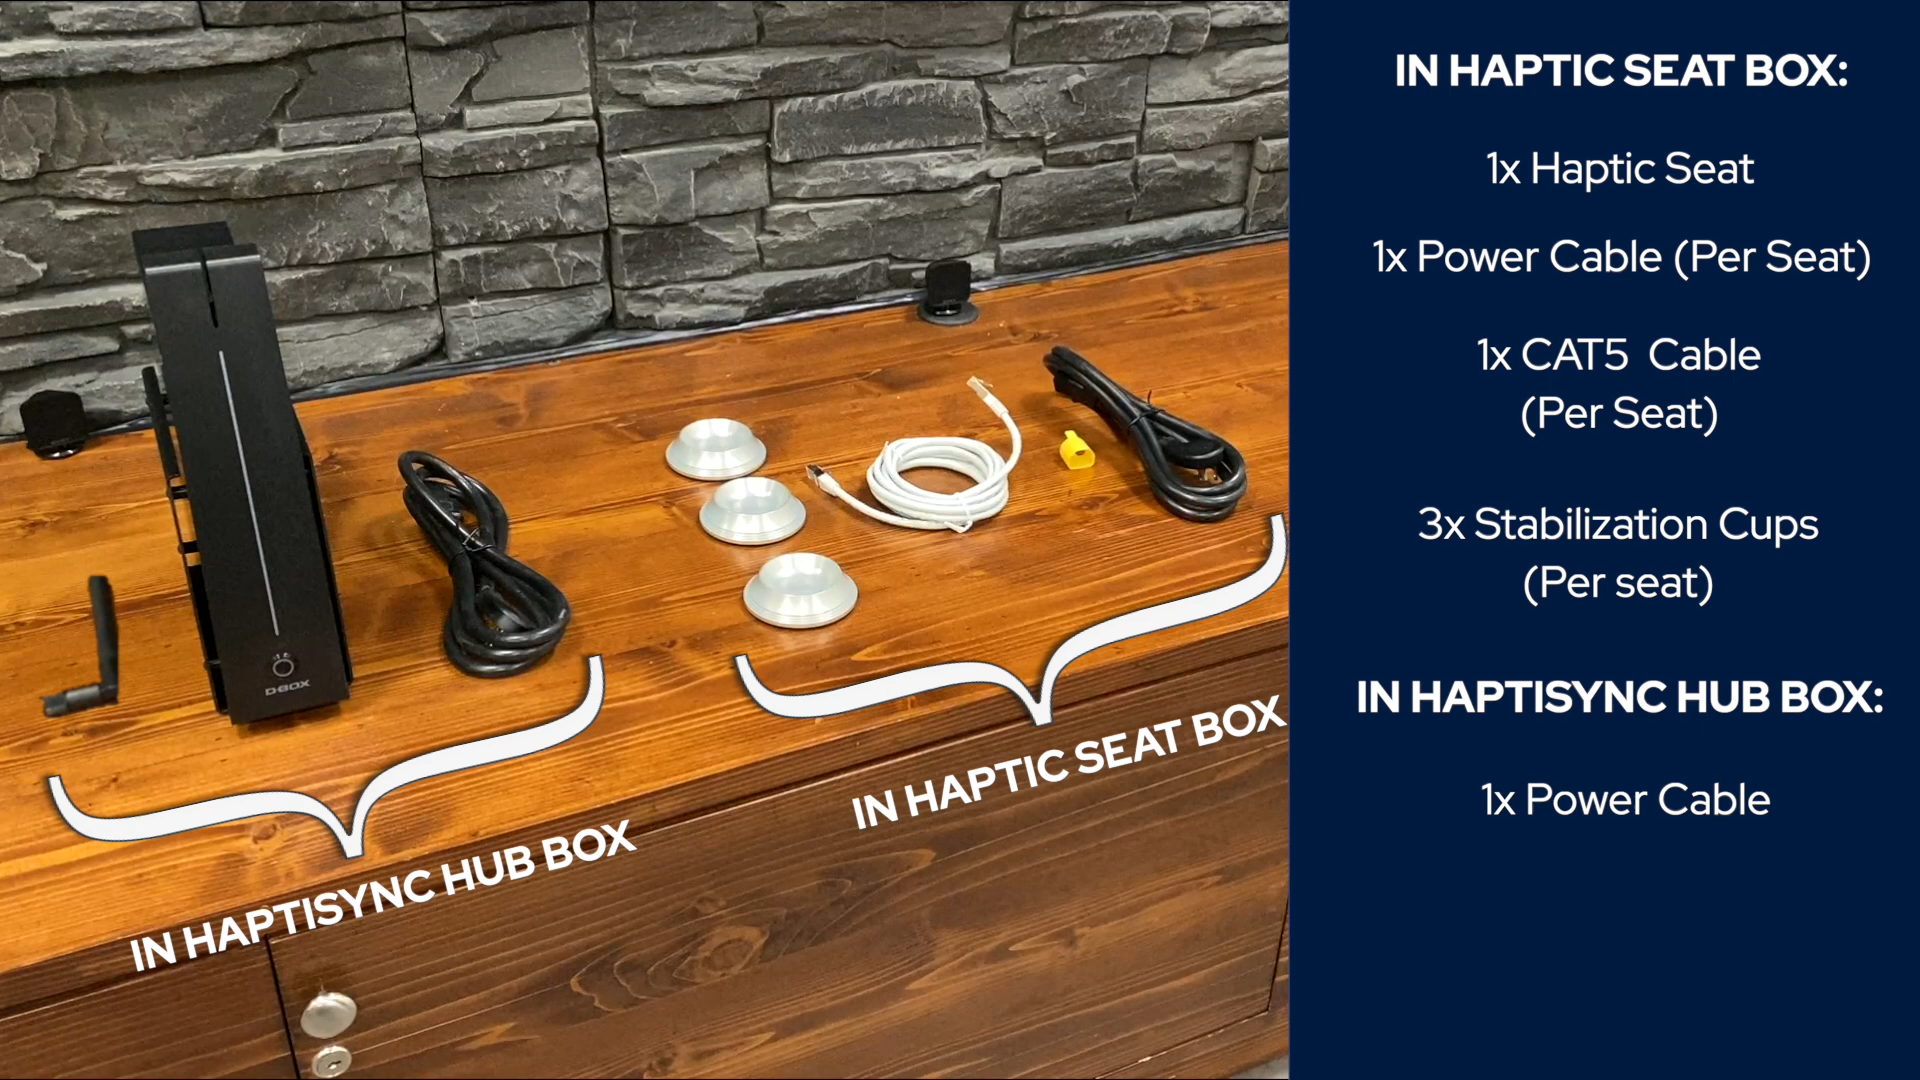 IN HAPTIC SEAT BOX:
1x Haptic Seat
1x Power Cable (Per Seat)
1x CAT5 Cable
(Per Seat)
3x Stabilization Cups
(Per seat)
IN HAPTISYNC HUB BOX:
1x Power Cable
D-BOX
IN HAPTISYNC HUB BOX
IN HAPTIC SEAT BOX